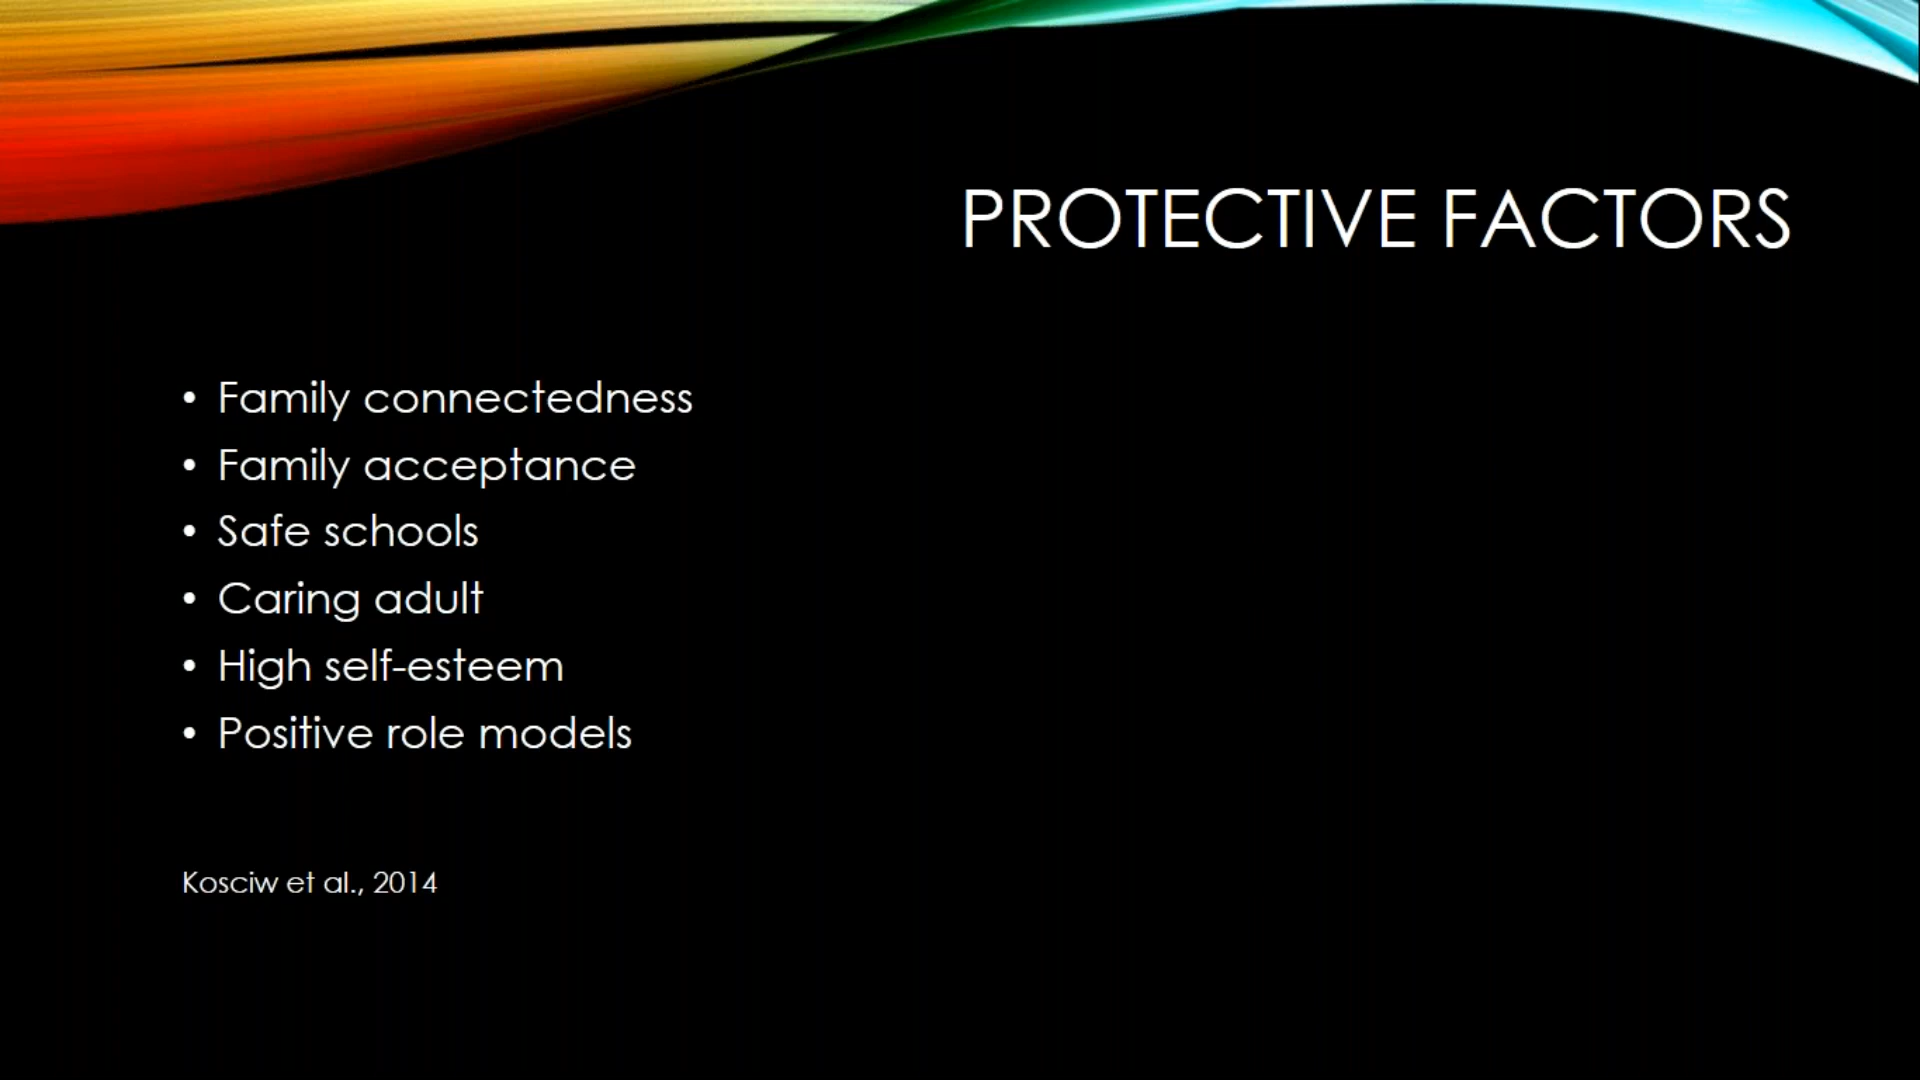 PROTECTIVE FACTORS
• Family connectedness
• Family acceptance
• Safe schools
• Caring adult
• High self-esteem
• Positive role models
Kosciw et al., 2014